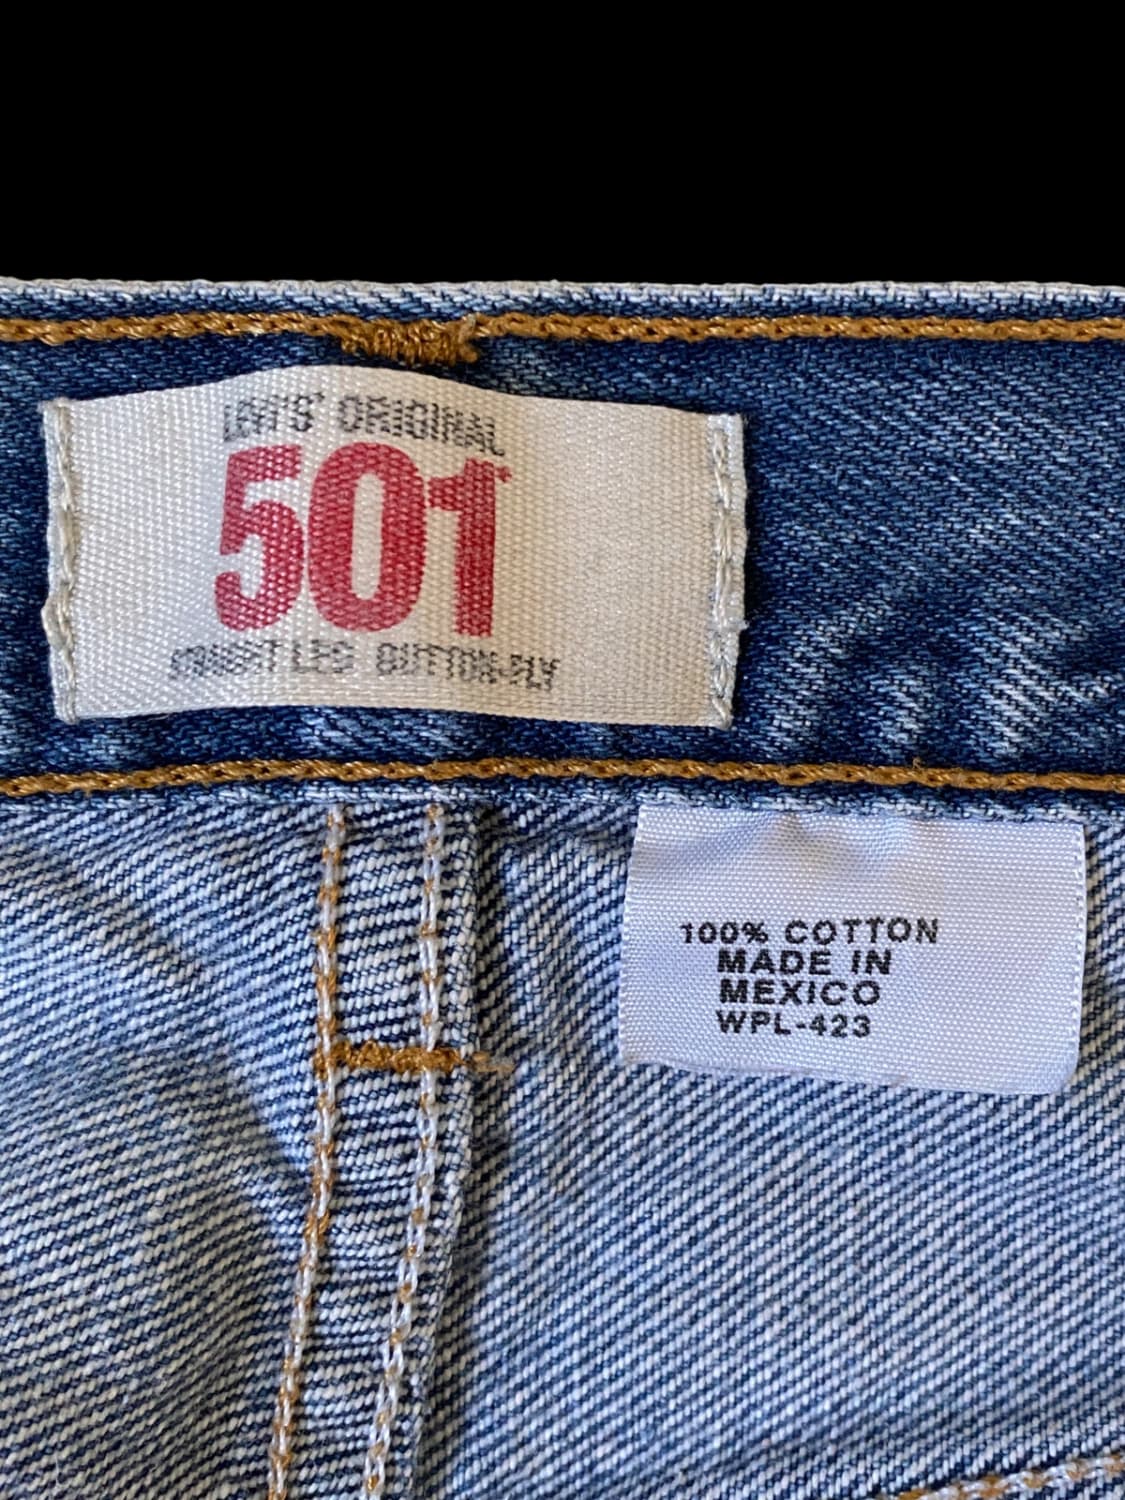 LEVI'S® ORIGINAL
501®
STRAIGHT LEG BUTTON-FLY
100% COTTON
MADE IN
MEXICO
WPL-423